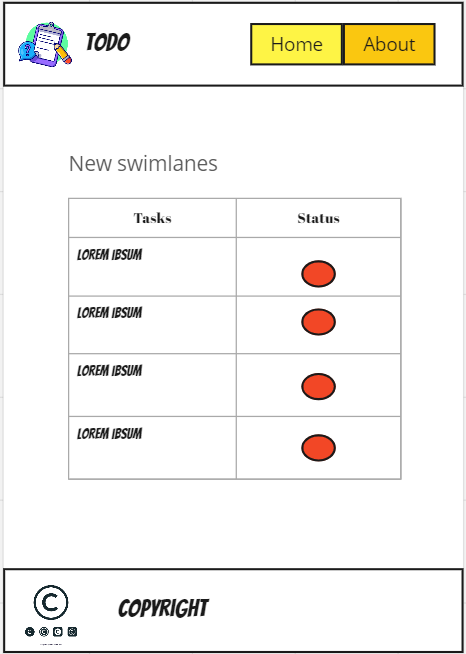 TODO
Home
About
New swimlanes
Tasks
Status
LOREM IBSUM
LOREM IBSUM
LOREM IBSUM
LOREM IBSUM
COPYRIGHT